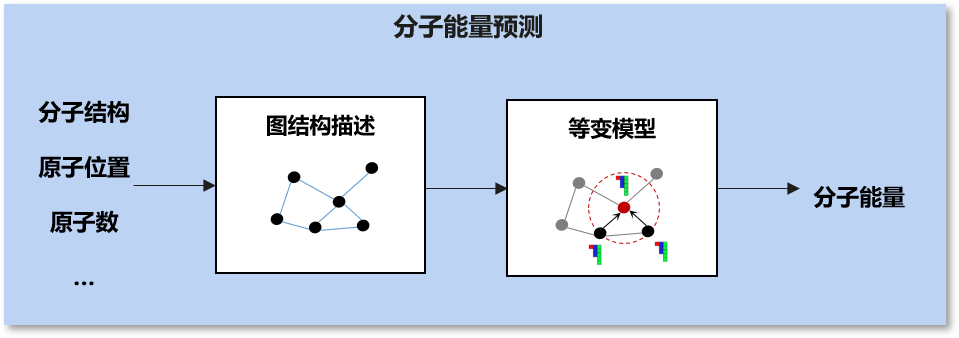 分子能量预测
分子结构
原子位置
原子数
...
图结构描述
等变模型
分子能量